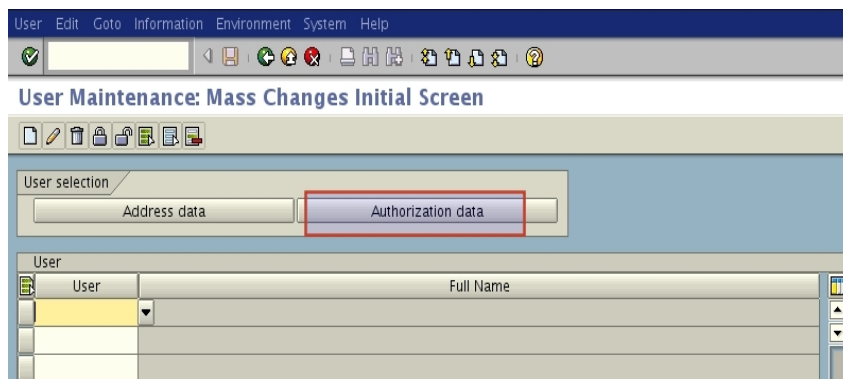 User Edit Goto Information Environment System Help
User Maintenance: Mass Changes Initial Screen
User selection
Address data Authorization data
User
User Full Name